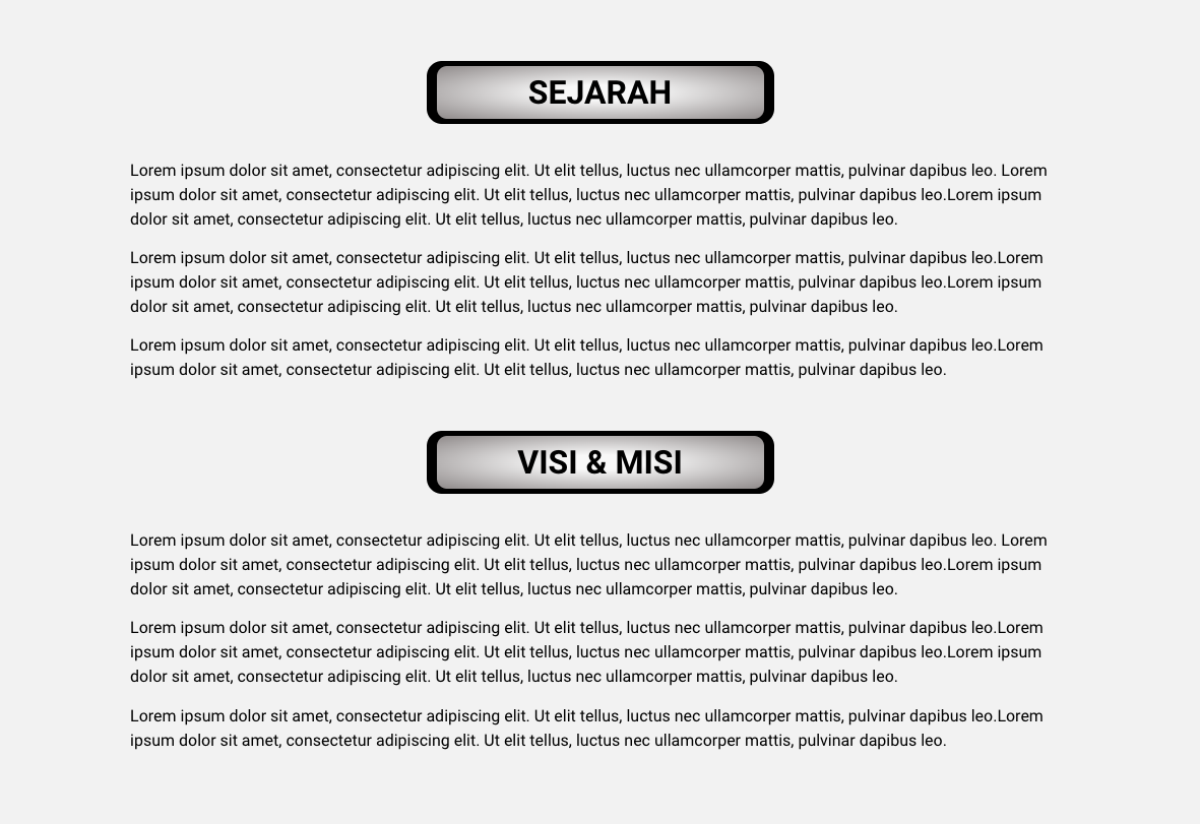 SEJARAH
Lorem ipsum dolor sit amet, consectetur adipiscing elit. Ut elit tellus, luctus nec ullamcorper mattis, pulvinar dapibus leo. Lorem
ipsum dolor sit amet, consectetur adipiscing elit. Ut elit tellus, luctus nec ullamcorper mattis, pulvinar dapibus leo.Lorem ipsum
dolor sit amet, consectetur adipiscing elit. Ut elit tellus, luctus nec ullamcorper mattis, pulvinar dapibus leo.
Lorem ipsum dolor sit amet, consectetur adipiscing elit. Ut elit tellus, luctus nec ullamcorper mattis, pulvinar dapibus leo.Lorem
ipsum dolor sit amet, consectetur adipiscing elit. Ut elit tellus, luctus nec ullamcorper mattis, pulvinar dapibus leo.Lorem ipsum
dolor sit amet, consectetur adipiscing elit. Ut elit tellus, luctus nec ullamcorper mattis, pulvinar dapibus leo.
Lorem ipsum dolor sit amet, consectetur adipiscing elit. Ut elit tellus, luctus nec ullamcorper mattis, pulvinar dapibus leo.Lorem
ipsum dolor sit amet, consectetur adipiscing elit. Ut elit tellus, luctus nec ullamcorper mattis, pulvinar dapibus leo.
VISI & MISI
Lorem ipsum dolor sit amet, consectetur adipiscing elit. Ut elit tellus, luctus nec ullamcorper mattis, pulvinar dapibus leo. Lorem
ipsum dolor sit amet, consectetur adipiscing elit. Ut elit tellus, luctus nec ullamcorper mattis, pulvinar dapibus leo.Lorem ipsum
dolor sit amet, consectetur adipiscing elit. Ut elit tellus, luctus nec ullamcorper mattis, pulvinar dapibus leo.
Lorem ipsum dolor sit amet, consectetur adipiscing elit. Ut elit tellus, luctus nec ullamcorper mattis, pulvinar dapibus leo.Lorem
ipsum dolor sit amet, consectetur adipiscing elit. Ut elit tellus, luctus nec ullamcorper mattis, pulvinar dapibus leo.Lorem ipsum
dolor sit amet, consectetur adipiscing elit. Ut elit tellus, luctus nec ullamcorper mattis, pulvinar dapibus leo.
Lorem ipsum dolor sit amet, consectetur adipiscing elit. Ut elit tellus, luctus nec ullamcorper mattis, pulvinar dapibus leo.Lorem
ipsum dolor sit amet, consectetur adipiscing elit. Ut elit tellus, luctus nec ullamcorper mattis, pulvinar dapibus leo.